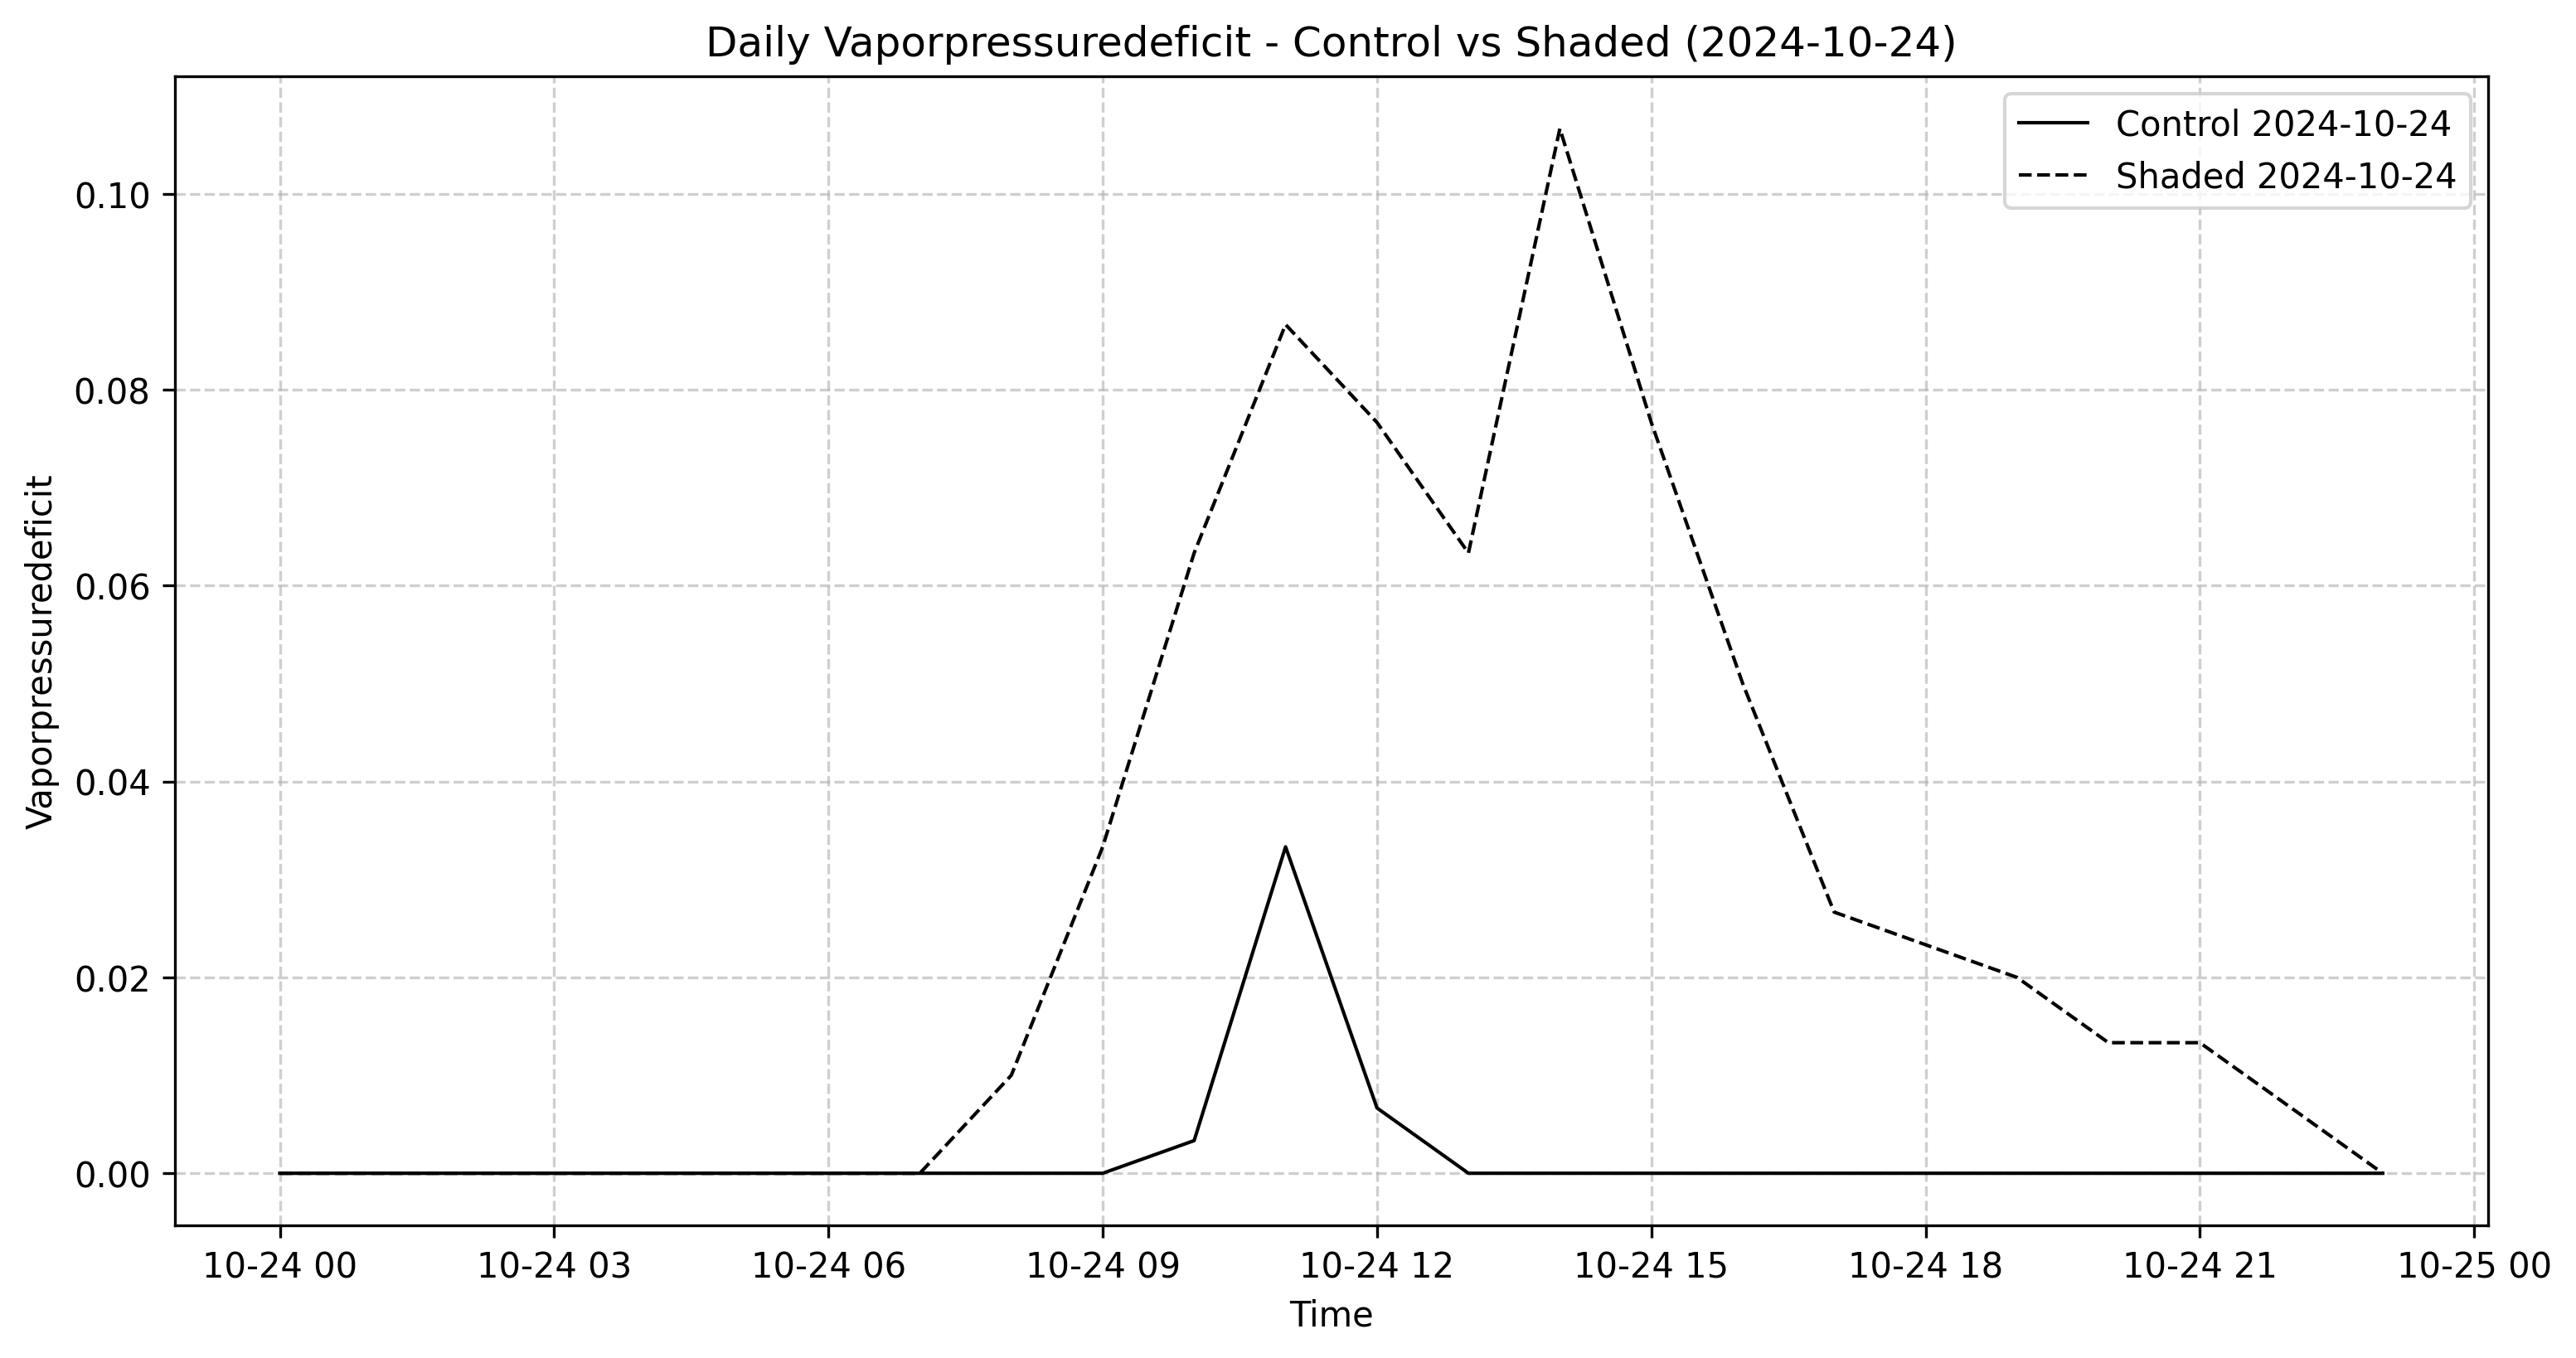 Daily Vaporpressuredeficit - Control vs Shaded (2024-10-24)
Control 2024-10-24
Shaded 2024-10-24
Vaporpressuredeficit
0.10
0.08
0.06
0.04
0.02
0.00
10-24 00 10-24 03 10-24 06 10-24 09 10-24 12 10-24 15 10-24 18 10-24 21 10-25 00
Time